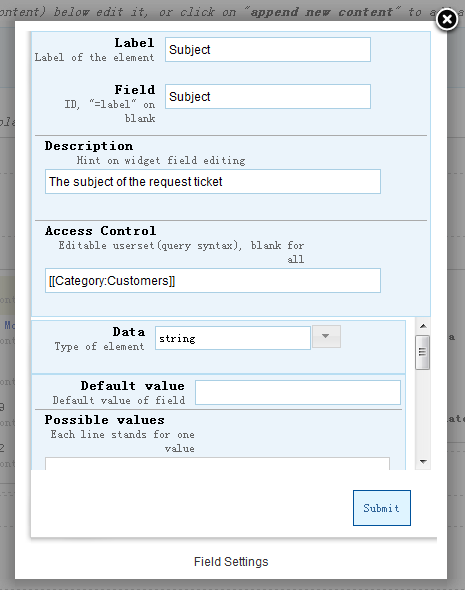 ontent) below edit it, or click on "append new content" to a
Label
Label of the element
Subject
Field
ID, "=label" on
blank
Subject
Description
Hint on widget field editing
The subject of the request ticket
Access Control
Editable userset(query syntax), blank for
all
[[Category:Customers]]
Data
Type of element
string
Default value
Default value of field
Possible values
Each line stands for one
value
Submit
Field Settings